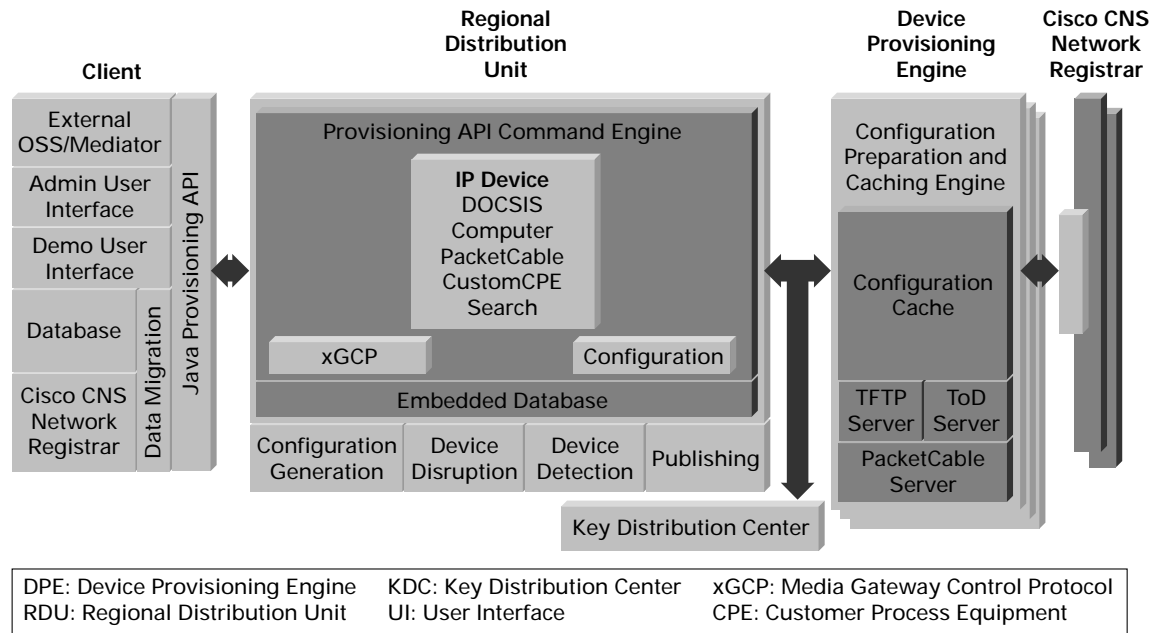 Client
Regional
Distribution
Unit
Device
Provisioning
Engine
Cisco CNS
Network
Registrar
External
OSS/Mediator
Admin User
Interface
Demo User
Interface
Database
Cisco CNS
Network
Registrar
Data Migration
Java Provisioning API
Provisioning API Command Engine
IP Device
DOCSIS
Computer
PacketCable
CustomCPE
Search
xGCP
Configuration
Embedded Database
Configuration
Generation
Device
Disruption
Device
Detection
Publishing
Key Distribution Center
Configuration
Preparation and
Caching Engine
Configuration
Cache
TFTP
Server
ToD
Server
PacketCable
Server
DPE: Device Provisioning Engine
KDC: Key Distribution Center
xGCP: Media Gateway Control Protocol
RDU: Regional Distribution Unit
UI: User Interface
CPE: Customer Process Equipment